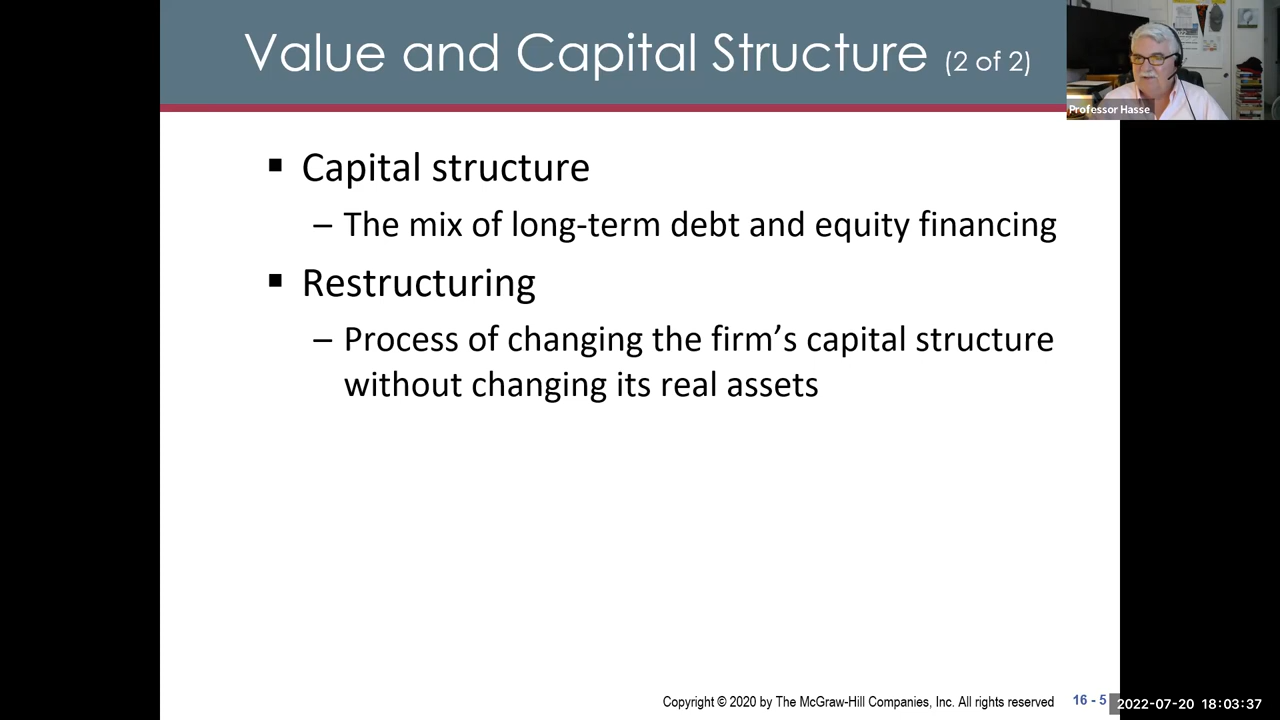 Value and Capital Structure (2 of 2)
Professor Hasse
▪ Capital structure
– The mix of long-term debt and equity financing
▪ Restructuring
– Process of changing the firm’s capital structure
without changing its real assets
Copyright © 2020 by The McGraw-Hill Companies, Inc. All rights reserved
16 - 5
2022-07-20 18:03:37